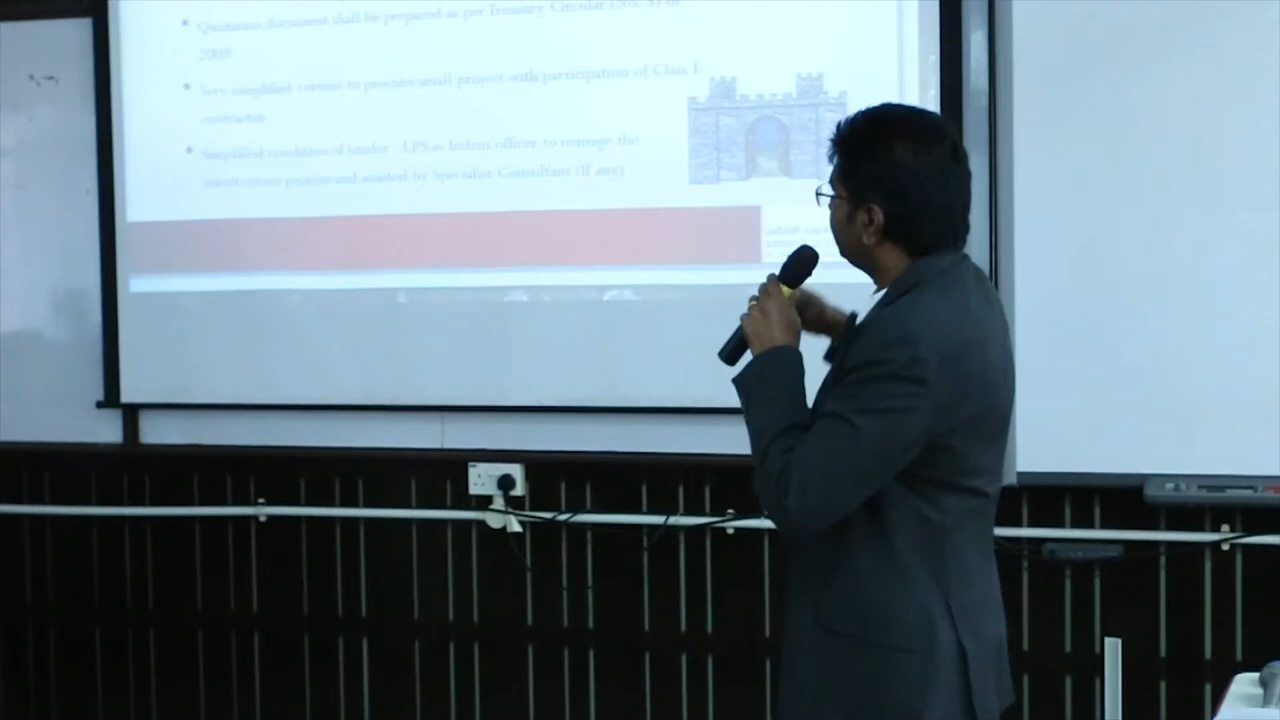 Quotation document shall be prepared as per Treasury Circular (No. 8) of
2009
Very simplified version to procure small project with participation of Class F
contractor
Simplified condition of tender - LPS as Indent officer to manage the
construction process and assisted by Specialist Consultant (If any)